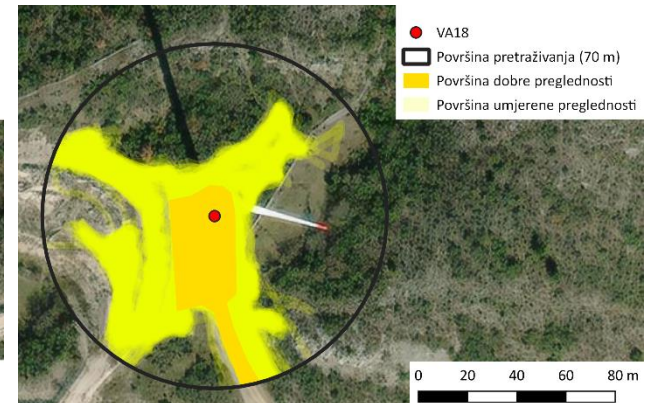 VA18
Površina pretraživanja (70 m)
Površina dobre preglednosti
Površina umjerene preglednosti
0 20 40 60 80 m